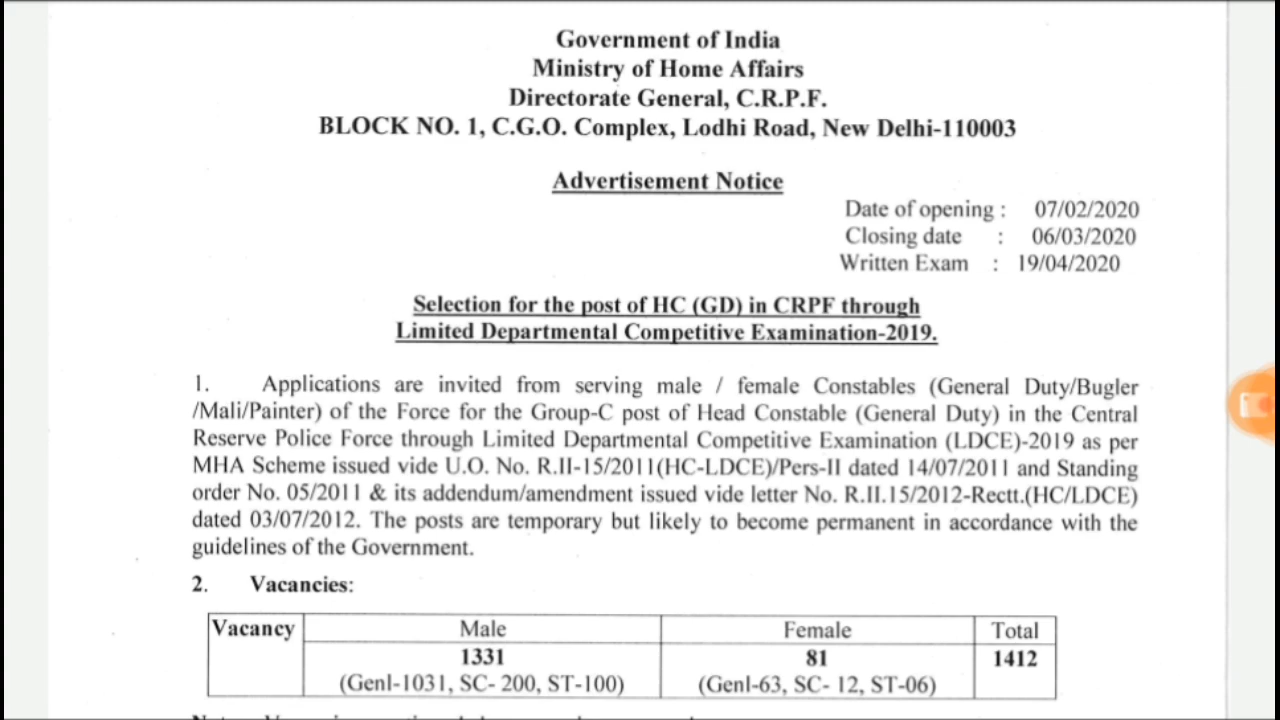 Government of India
Ministry of Home Affairs
Directorate General, C.R.P.F.
BLOCK NO. 1, C.G.O. Complex, Lodhi Road, New Delhi-110003
Advertisement Notice
Date of opening : 07/02/2020
Closing date : 06/03/2020
Written Exam : 19/04/2020
Selection for the post of HC (GD) in CRPF through
Limited Departmental Competitive Examination-2019.
1. Applications are invited from serving male / female Constables (General Duty/Bugler
/Mali/Painter) of the Force for the Group-C post of Head Constable (General Duty) in the Central
Reserve Police Force through Limited Departmental Competitive Examination (LDCE)-2019 as per
MHA Scheme issued vide U.O. No. R.II-15/2011(HC-LDCE)/Pers-II dated 14/07/2011 and Standing
order No. 05/2011 & its addendum/amendment issued vide letter No. R.II.15/2012-Rectt.(HC/LDCE)
dated 03/07/2012. The posts are temporary but likely to become permanent in accordance with the
guidelines of the Government.
2. Vacancies:
Vacancy Male Female Total
1331 81 1412
(Genl-1031, SC- 200, ST-100) (Genl-63, SC- 12, ST-06)